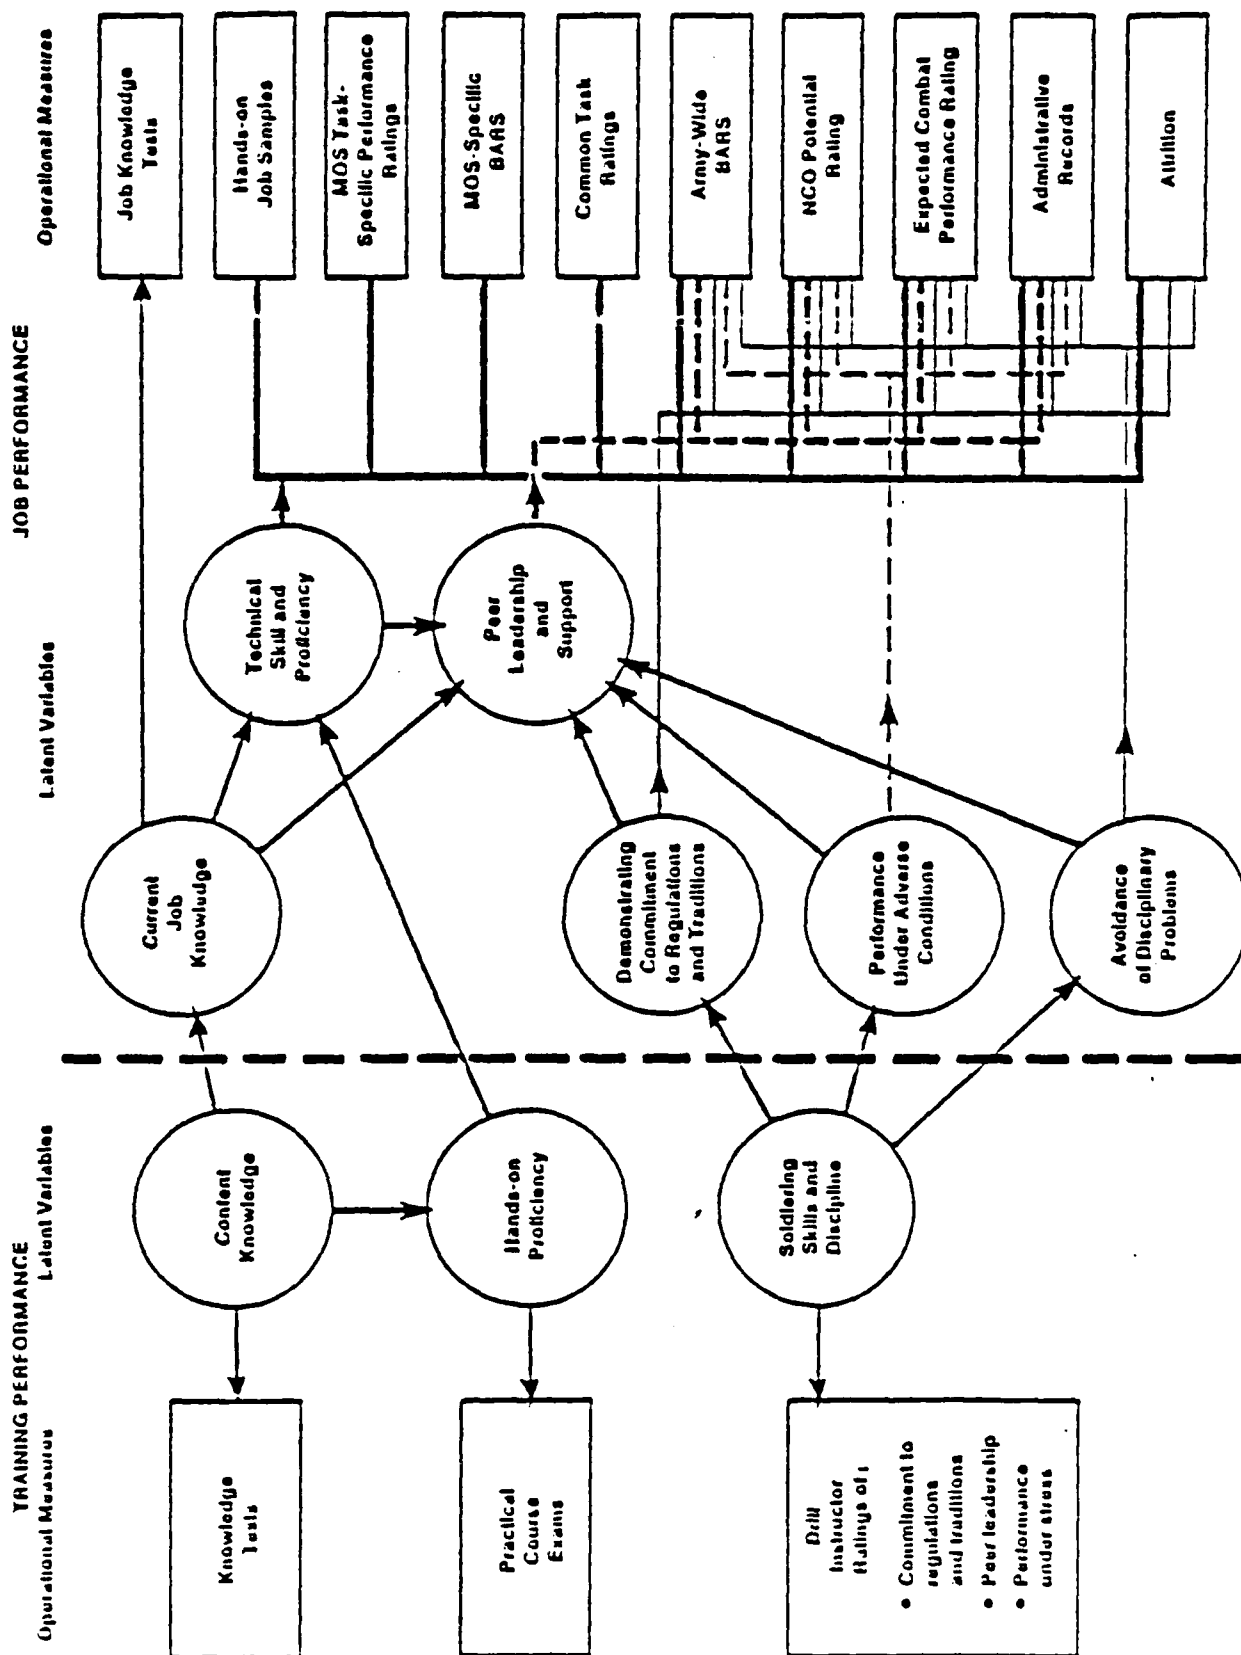 TRAINING PERFORMANCE
JOB PERFORMANCE
Operational Measures
Latent Variables
Latent Variables
Operational Measures
Knowledge
Tests
Practical
Course
Exams
Drill
Instructor
Ratings of:
• Commitment to
regulations
and traditions
• Peer leadership
• Performance
under stress
Content
Knowledge
Hands-on
Proficiency
Soldiering
Skills and
Discipline
Current
Job
Knowledge
Demonstrating
Commitment
to Regulations
and Traditions
Performance
Under Adverse
Conditions
Avoidance
of Disciplinary
Problems
Technical
Skill and
Proficiency
Peer
Leadership
and
Support
Job Knowledge
Tests
Hands-on
Job Samples
MOS Task-
Specific Performance
Ratings
MOS-Specific
BARS
Common Task
Ratings
Army-Wide
BARS
NCO Potential
Rating
Expected Combat
Performance Rating
Administrative
Records
Attrition